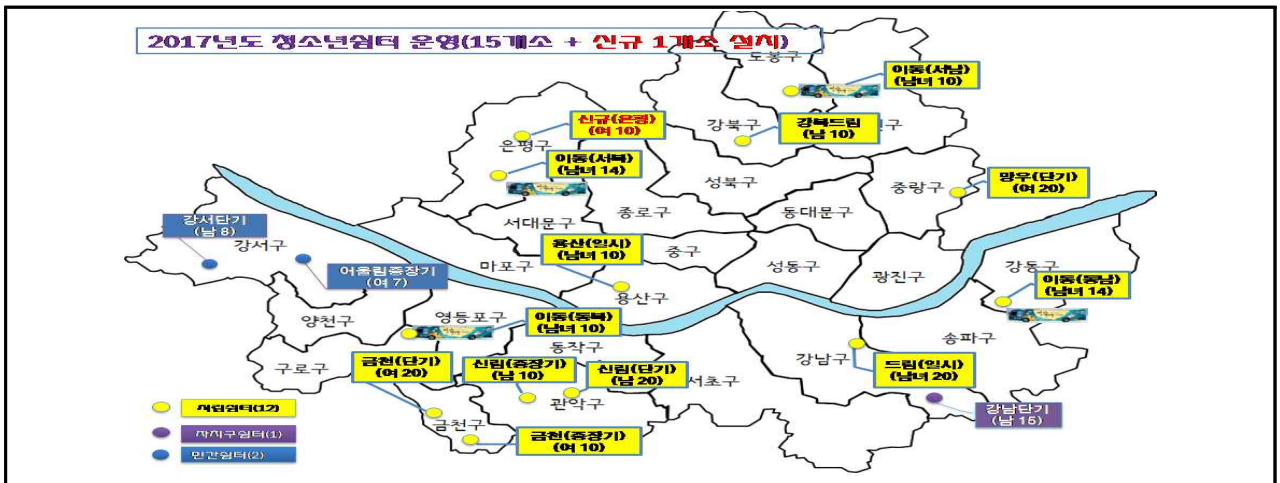 2017년도 청소년쉼터 운영(15개소 + 신규 1개소 설치)
도봉구
이동(서남)
(남녀 10)
신규(은평)
(여 10)
은평구
강북구
강북드림
(남 10)
이동(서북)
(남녀 14)
성북구
중랑구
망우(단기)
(여 20)
서대문구
종로구
동대문구
강서단기
(남 8)
강서구
어울림중장기
(여 7)
마포구
용산(일시)
(남녀 10)
중구
성동구
광진구
강동구
이동(동남)
(남녀 14)
용산구
양천구
영등포구
이동(동북)
(남녀 10)
동작구
송파구
강남구
드림(일시)
(남녀 20)
구로구
금천(단기)
(여 20)
신림(중장기)
(남 10)
신림(단기)
(남 20)
서초구
관악구
강남단기
(남 15)
금천구
금천(중장기)
(여 10)
시립쉼터(12)
자치구쉼터(1)
민간쉼터(2)